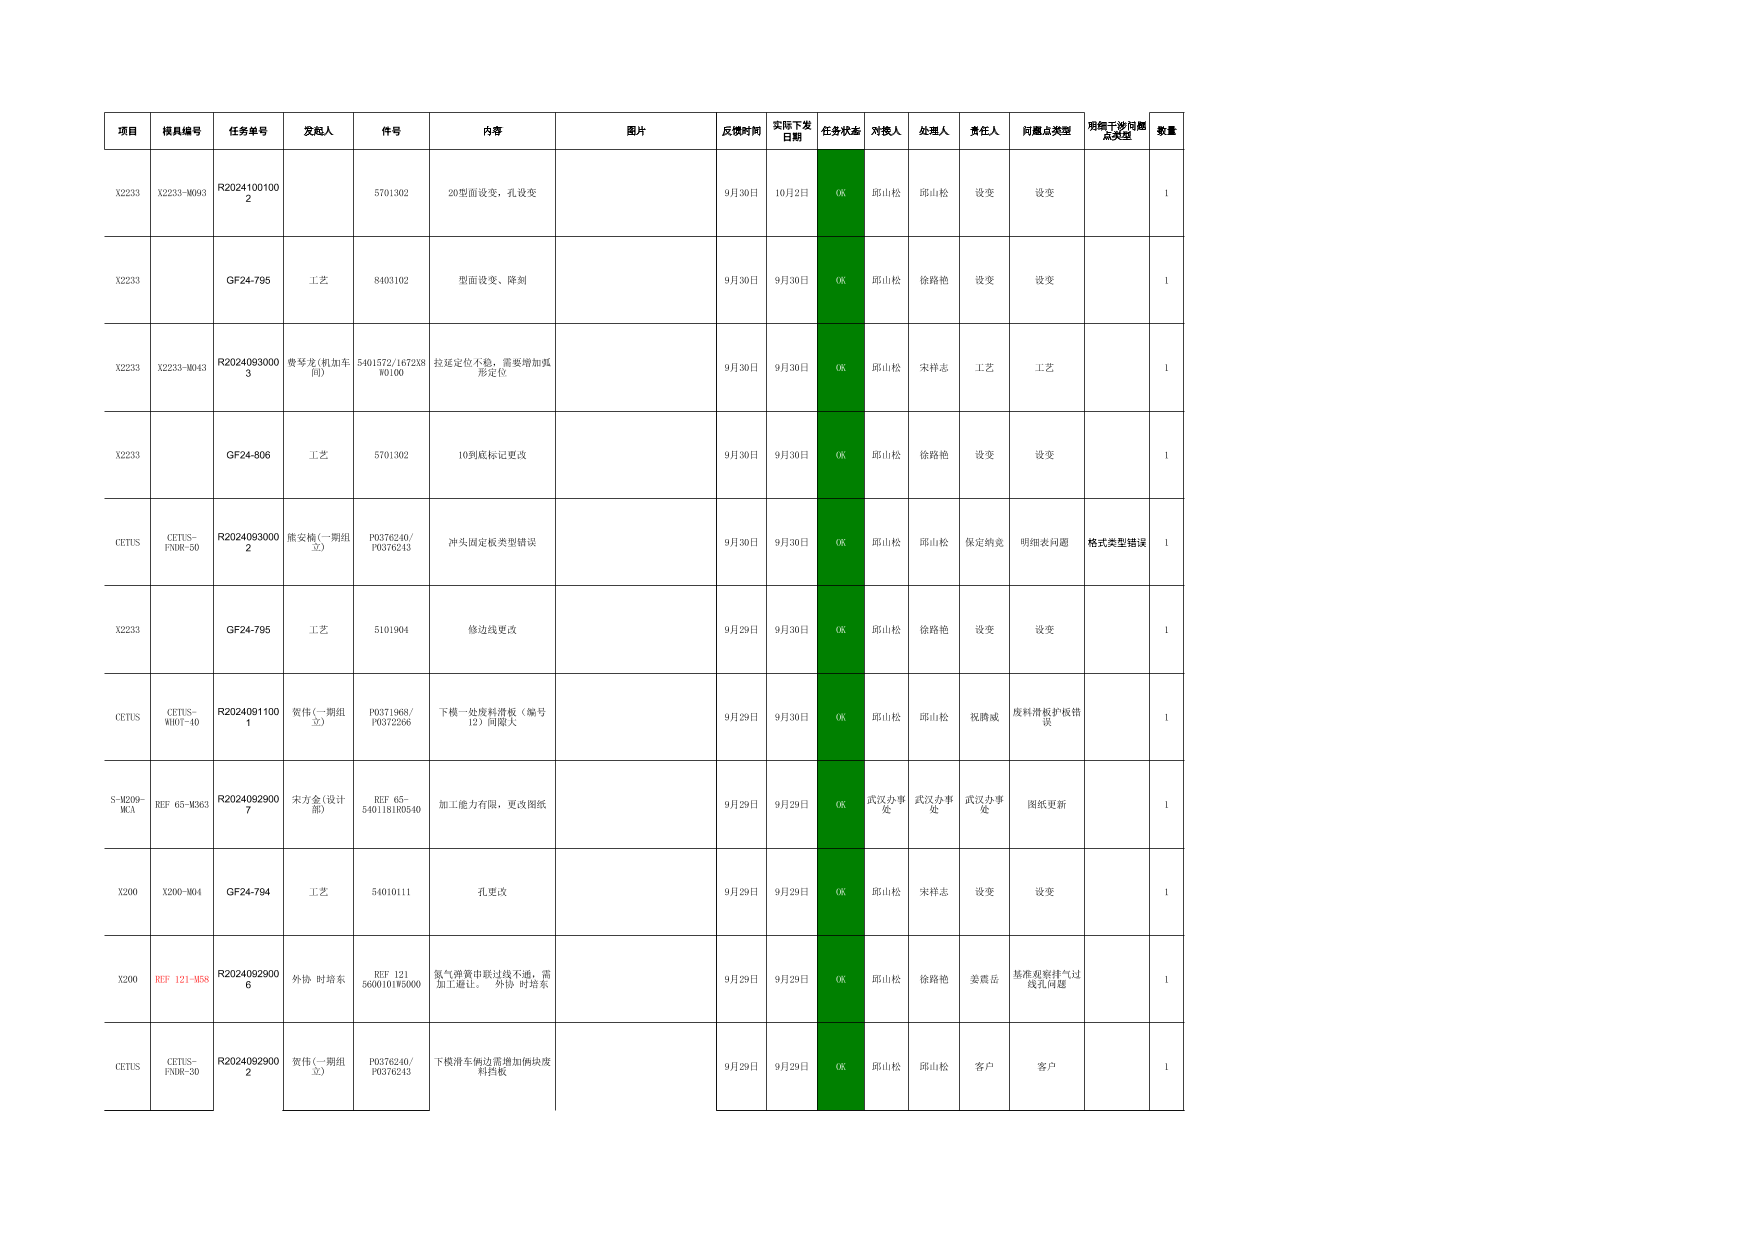 项目 模具编号 任务单号 发起人 件号 内容 图片 反馈时间 实际下发日期 任务状态 对接人 处理人 责任人 问题点类型 明细干涉问题点类型 数量
X2233 X2233-M093 R20241001002 5701302 20型面设变，孔设变 9月30日 10月2日 OK 邱山松 邱山松 设变 设变 1
X2233 GF24-795 工艺 8403102 型面设变、降刻 9月30日 9月30日 OK 邱山松 徐路艳 设变 设变 1
X2233 X2233-M043 R20240930003 费琴龙(机加车间) 5401572/1672X8W0100 拉延定位不稳，需要增加弧形定位 9月30日 9月30日 OK 邱山松 宋祥志 工艺 工艺 1
X2233 GF24-806 工艺 5701302 10到底标记更改 9月30日 9月30日 OK 邱山松 徐路艳 设变 设变 1
CETUS CETUS-FNDR-50 R20240930002 熊安楠(一期组立) P0376240/P0376243 冲头固定板类型错误 9月30日 9月30日 OK 邱山松 邱山松 保定纳竞 明细表问题 格式类型错误 1
X2233 GF24-795 工艺 5101904 修边线更改 9月29日 9月30日 OK 邱山松 徐路艳 设变 设变 1
CETUS CETUS-WHOT-40 R20240911001 贺伟(一期组立) P0371968/P0372266 下模一处废料滑板（编号12）间隙大 9月29日 9月30日 OK 邱山松 邱山松 祝腾威 废料滑板护板错误 1
S-M209-MCA REF 65-M363 R20240929007 宋方金(设计部) REF 65-5401181R0540 加工能力有限，更改图纸 9月29日 9月29日 OK 武汉办事处 武汉办事处 武汉办事处 图纸更新 1
X200 X200-M04 GF24-794 工艺 54010111 孔更改 9月29日 9月29日 OK 邱山松 宋祥志 设变 设变 1
X200 REF 121-M58 R20240929006 外协 时培东 REF 121 5600101W5000 氮气弹簧串联过线不通，需加工避让。 外协 时培东 9月29日 9月29日 OK 邱山松 徐路艳 姜震岳 基准观察排气过线孔问题 1
CETUS CETUS-FNDR-30 R20240929002 贺伟(一期组立) P0376240/P0376243 下模滑车俩边需增加俩块废料挡板 9月29日 9月29日 OK 邱山松 邱山松 客户 客户 1